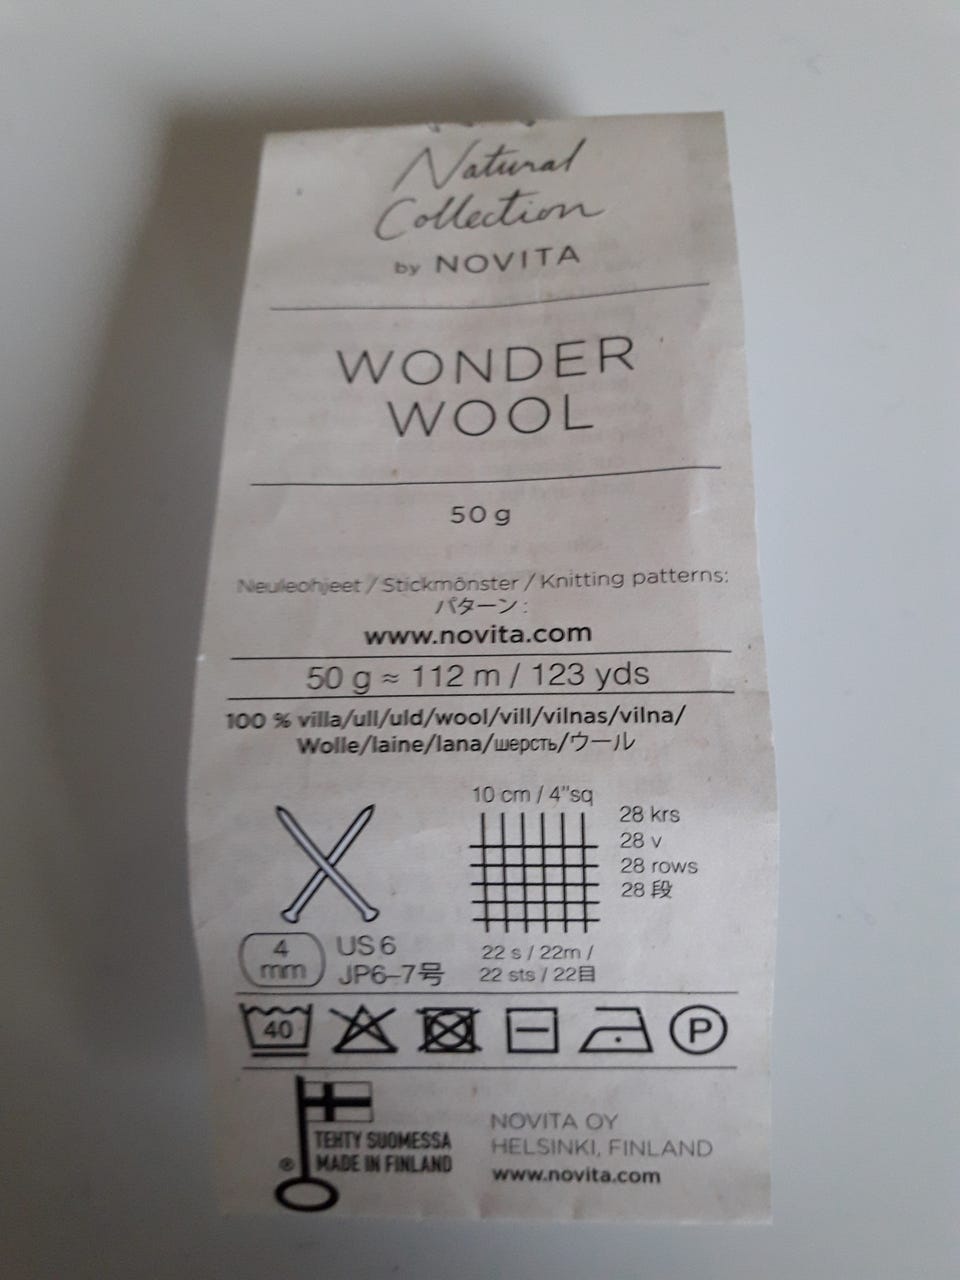 Natural
Collection
by NOVITA
WONDER
WOOL
50 g
Neuleohjeet / Stickmönster / Knitting patterns:
パターン:
www.novita.com
50 g ≈ 112 m / 123 yds
100 % villa/ull/uld/wool/vill/vilnas/vilna/
Wolle/laine/lana/шерсть/ウール
10 cm / 4"sq
28 krs
28 v
28 rows
28 段
4
mm
US 6
JP6–7号
22 s / 22m /
22 sts / 22目
40
P
TEHTY SUOMESSA
® MADE IN FINLAND
NOVITA OY
HELSINKI, FINLAND
www.novita.com